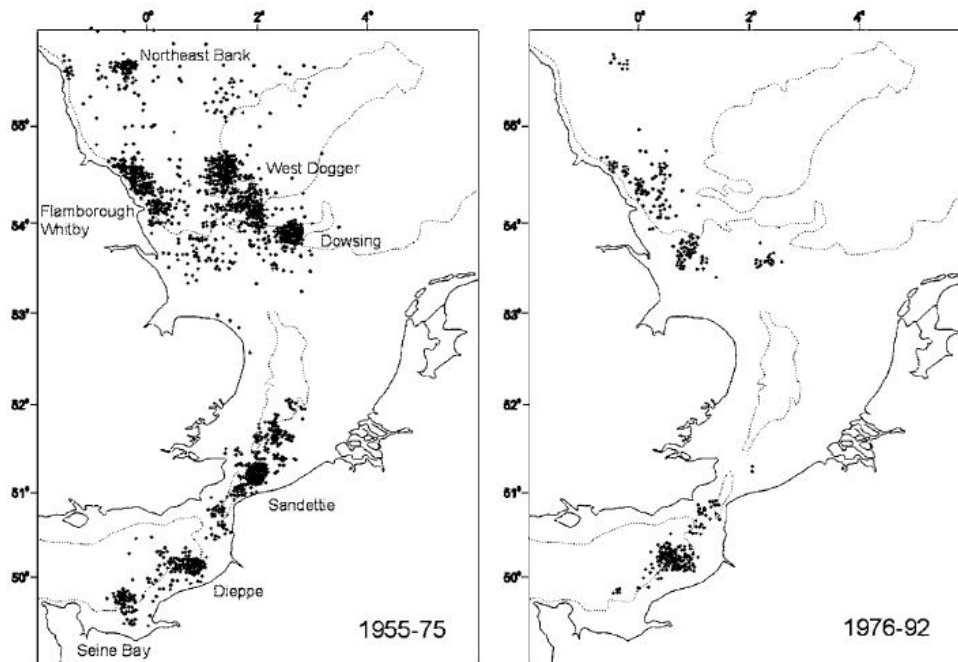 0° 2° 4°
0° 2° 4°
Northeast Bank
55°
55°
West Dogger
Flamborough
Whitby
54°
54°
Dowsing
53°
53°
52°
52°
51°
51°
Sandettie
50°
50°
Dieppe
Seine Bay
1955-75
1976-92